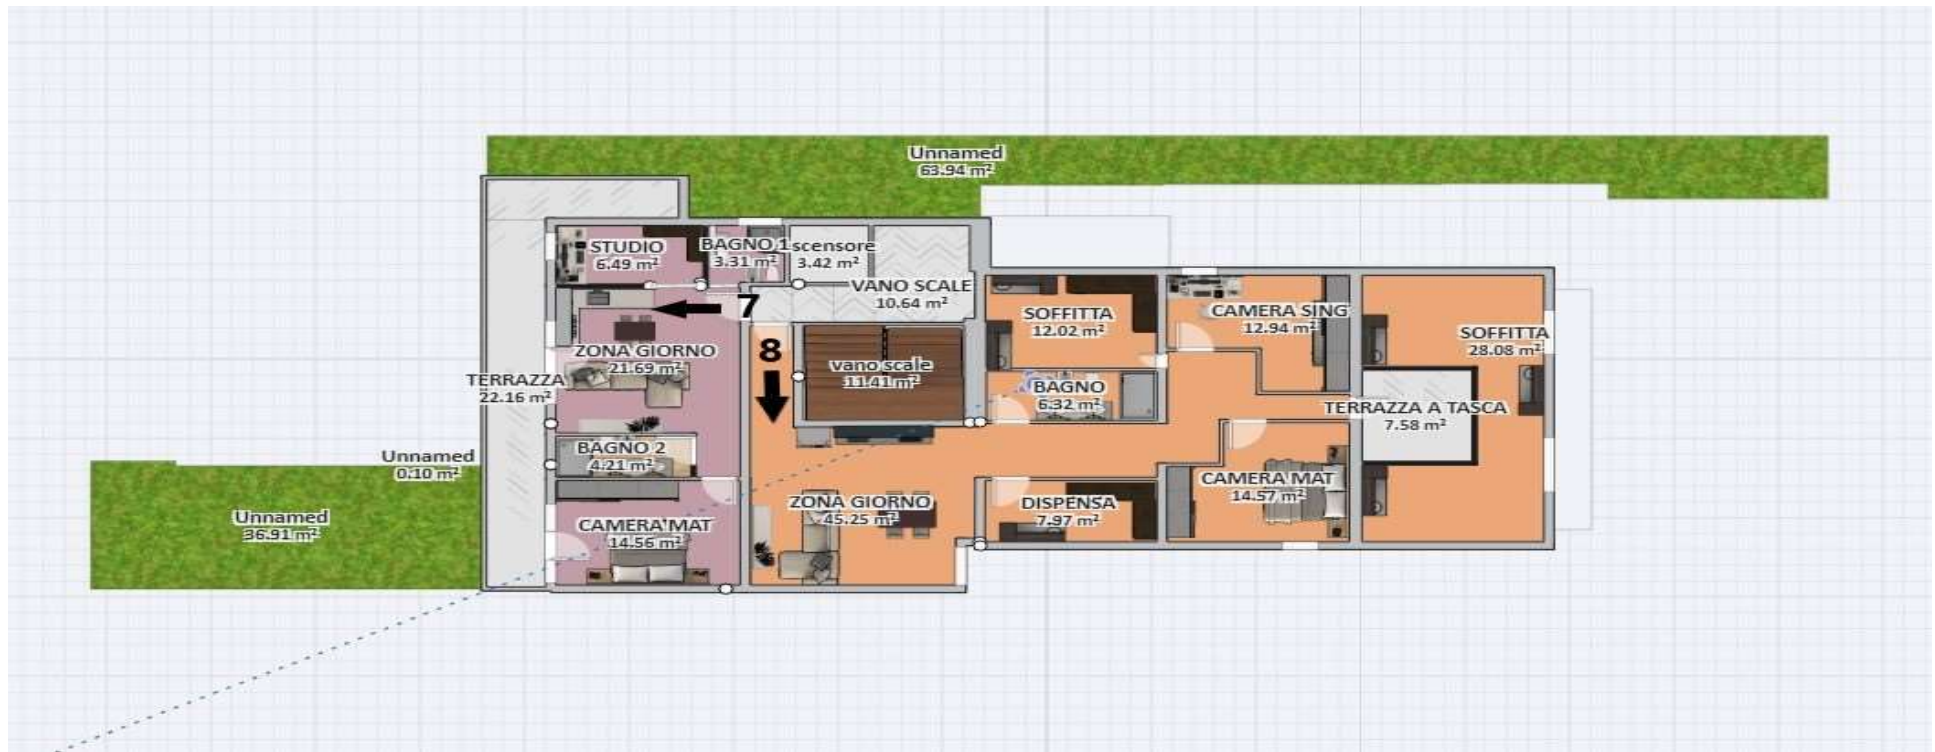 Unnamed
63.94 m²
STUDIO
6.49 m²
BAGNO 1
3.31 m²
scensore
3.42 m²
VANO SCALE
10.64 m²
7
SOFFITTA
12.02 m²
CAMERA SING
12.94 m²
SOFFITTA
28.08 m²
ZONA GIORNO
21.69 m²
8
vano scale
11.41 m²
TERRAZZA
22.16 m²
BAGNO
6.32 m²
TERRAZZA A TASCA
7.58 m²
BAGNO 2
4.21 m²
Unnamed
0.10 m²
CAMERA MAT
14.57 m²
ZONA GIORNO
45.25 m²
DISPENSA
7.97 m²
Unnamed
36.91 m²
CAMERA MAT
14.56 m²